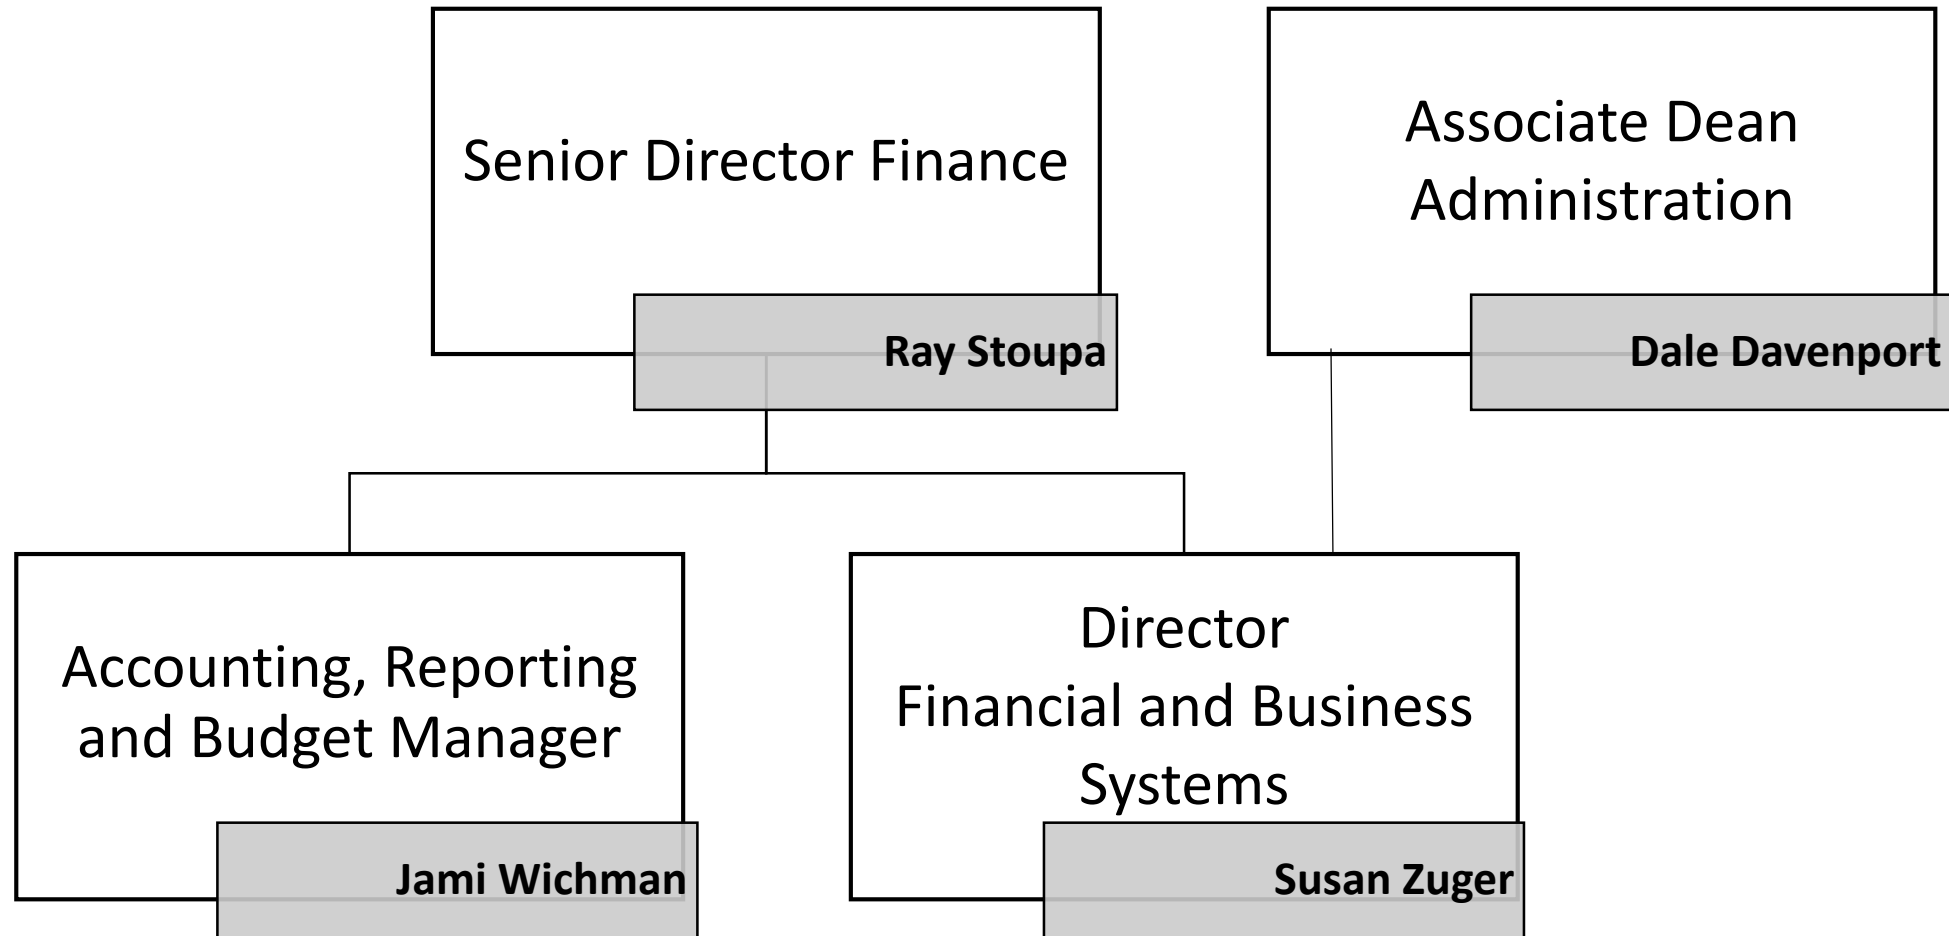 Senior Director Finance
Ray Stoupa
Associate Dean
Administration
Dale Davenport
Accounting, Reporting
and Budget Manager
Jami Wichman
Director
Financial and Business
Systems
Susan Zuger